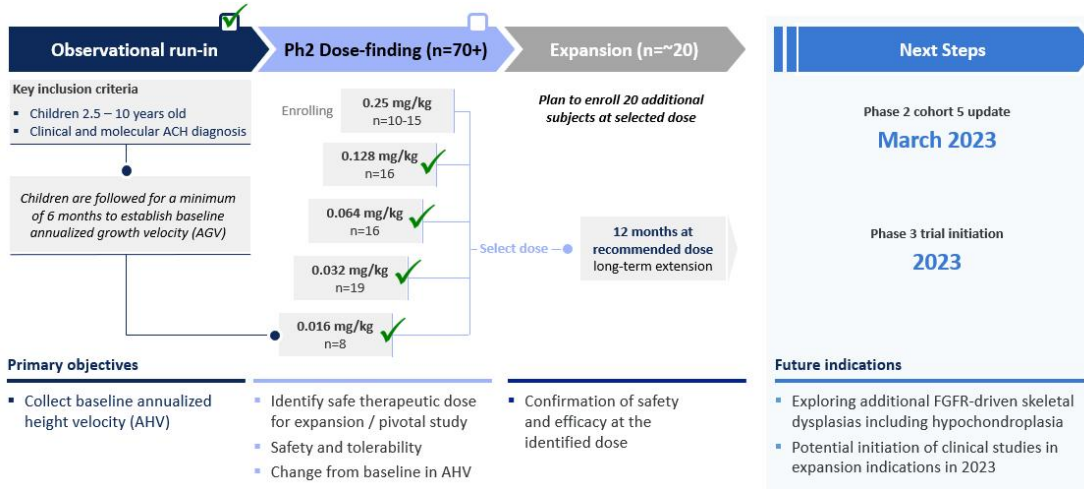 Observational run-in
Ph2 Dose-finding (n=70+)
Expansion (n=~20)
Next Steps
Key inclusion criteria
▪ Children 2.5 – 10 years old
▪ Clinical and molecular ACH diagnosis
Children are followed for a minimum
of 6 months to establish baseline
annualized growth velocity (AGV)
Enrolling
0.25 mg/kg
n=10-15
0.128 mg/kg
n=16
0.064 mg/kg
n=16
0.032 mg/kg
n=19
0.016 mg/kg
n=8
Select dose
Plan to enroll 20 additional
subjects at selected dose
12 months at
recommended dose
long-term extension
Phase 2 cohort 5 update
March 2023
Phase 3 trial initiation
2023
Primary objectives
▪ Collect baseline annualized
height velocity (AHV)
▪ Identify safe therapeutic dose
for expansion / pivotal study
▪ Safety and tolerability
▪ Change from baseline in AHV
▪ Confirmation of safety
and efficacy at the
identified dose
Future indications
▪ Exploring additional FGFR-driven skeletal
dysplasias including hypochondroplasia
▪ Potential initiation of clinical studies in
expansion indications in 2023